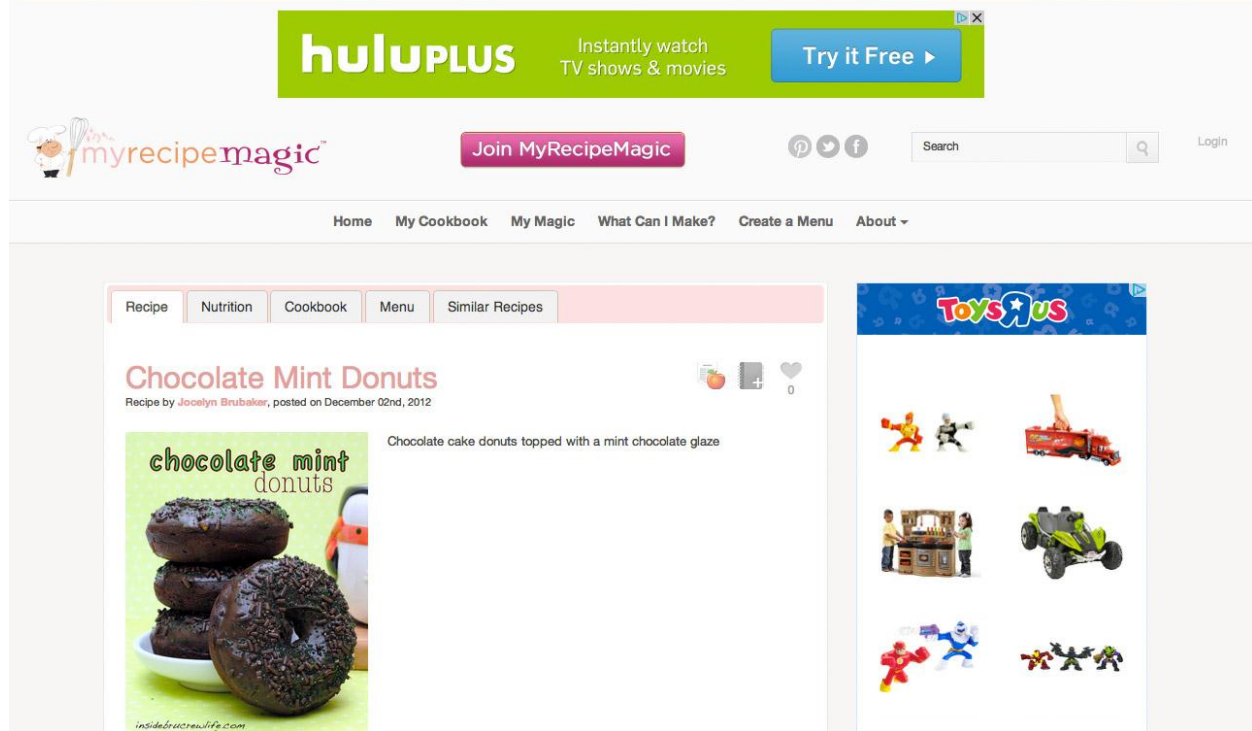 huluPLUS
Instantly watch
TV shows & movies
Try it Free
myrecipemagic™
Join MyRecipeMagic
Search
Login
Home My Cookbook My Magic What Can I Make? Create a Menu About
Recipe Nutrition Cookbook Menu Similar Recipes
Toys R us
Chocolate Mint Donuts
0
Recipe by Jocelyn Brubaker, posted on December 02nd, 2012
Chocolate cake donuts topped with a mint chocolate glaze
chocolate mint
donuts
insidebrucrewlife.com